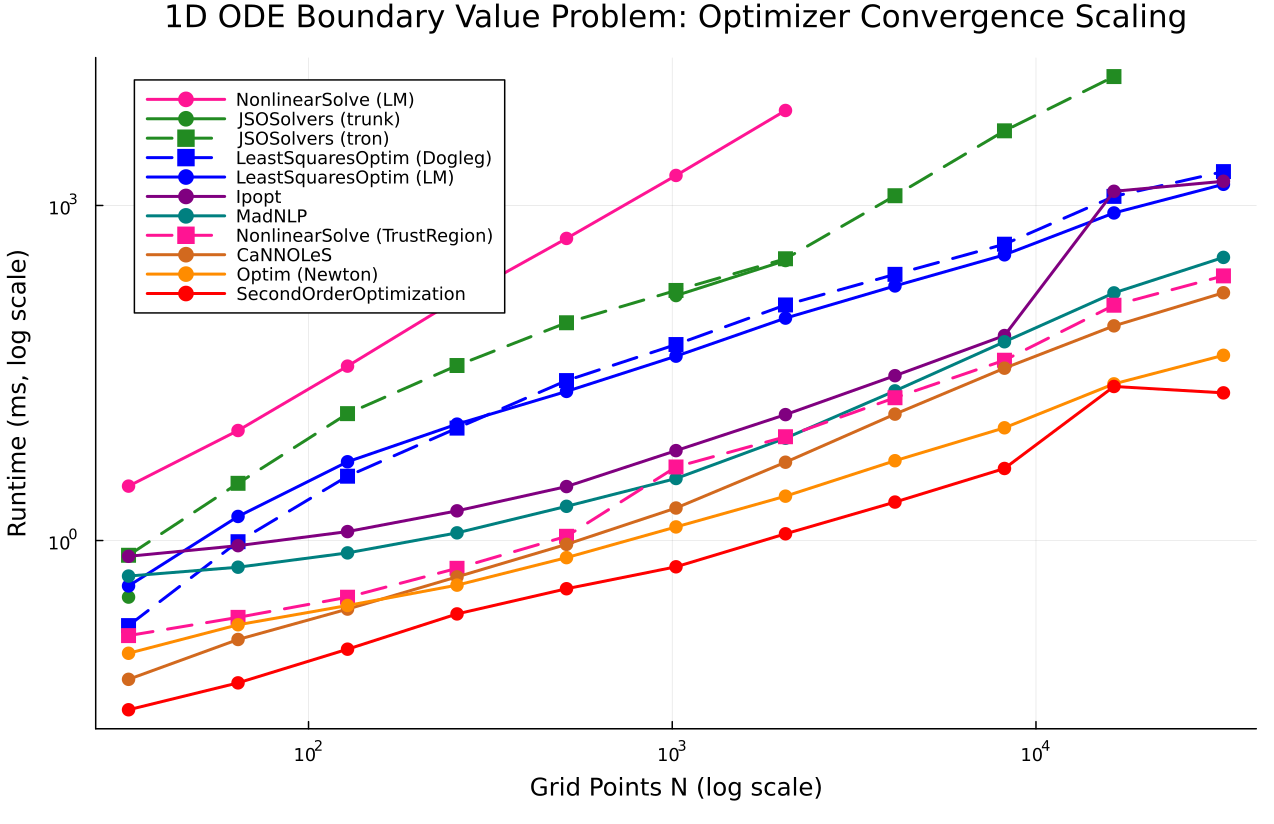 1D ODE Boundary Value Problem: Optimizer Convergence Scaling
NonlinearSolve (LM)
JSOSolvers (trunk)
JSOSolvers (tron)
LeastSquaresOptim (Dogleg)
LeastSquaresOptim (LM)
Ipopt
MadNLP
NonlinearSolve (TrustRegion)
CaNNOLeS
Optim (Newton)
SecondOrderOptimization
Runtime (ms, log scale)
10³
10⁰
10²
10³
10⁴
Grid Points N (log scale)